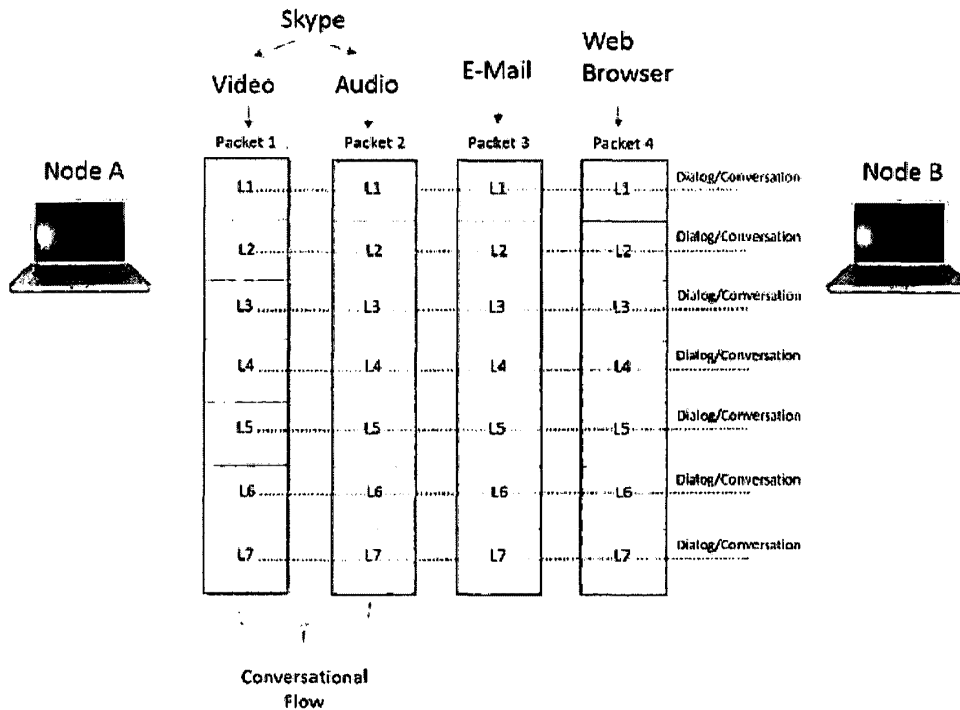 Skype
Video
Audio
E-Mail
Web
Browser
Packet 1
Packet 2
Packet 3
Packet 4
Node A
Node B
L1 L1 L1 L1 Dialog/Conversation
L2 L2 L2 L2 Dialog/Conversation
L3 L3 L3 L3 Dialog/Conversation
L4 L4 L4 L4 Dialog/Conversation
L5 L5 L5 L5 Dialog/Conversation
L6 L6 L6 L6 Dialog/Conversation
L7 L7 L7 L7 Dialog/Conversation
Conversational
Flow